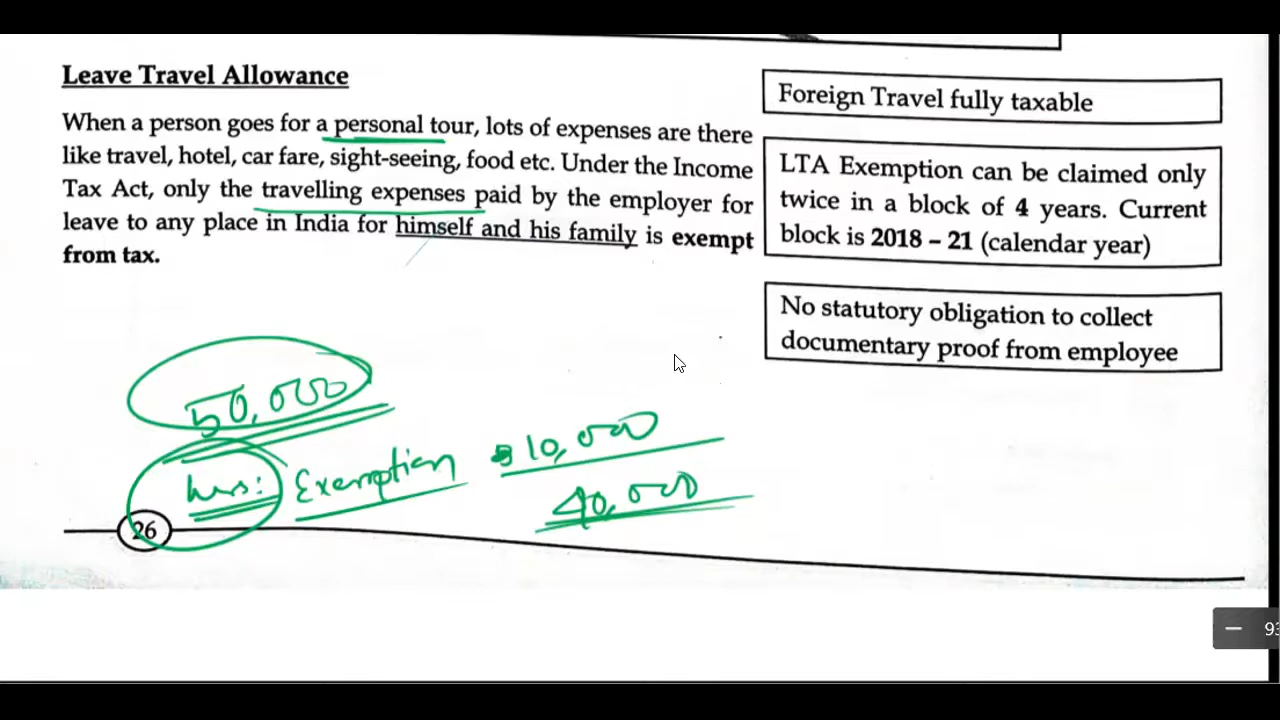 Leave Travel Allowance
When a person goes for a personal tour, lots of expenses are there
like travel, hotel, car fare, sight-seeing, food etc. Under the Income
Tax Act, only the travelling expenses paid by the employer for
leave to any place in India for himself and his family is exempt
from tax.
Foreign Travel fully taxable
LTA Exemption can be claimed only
twice in a block of 4 years. Current
block is 2018 – 21 (calendar year)
No statutory obligation to collect
documentary proof from employee
50,000
Exemption 10,000
40,000
26